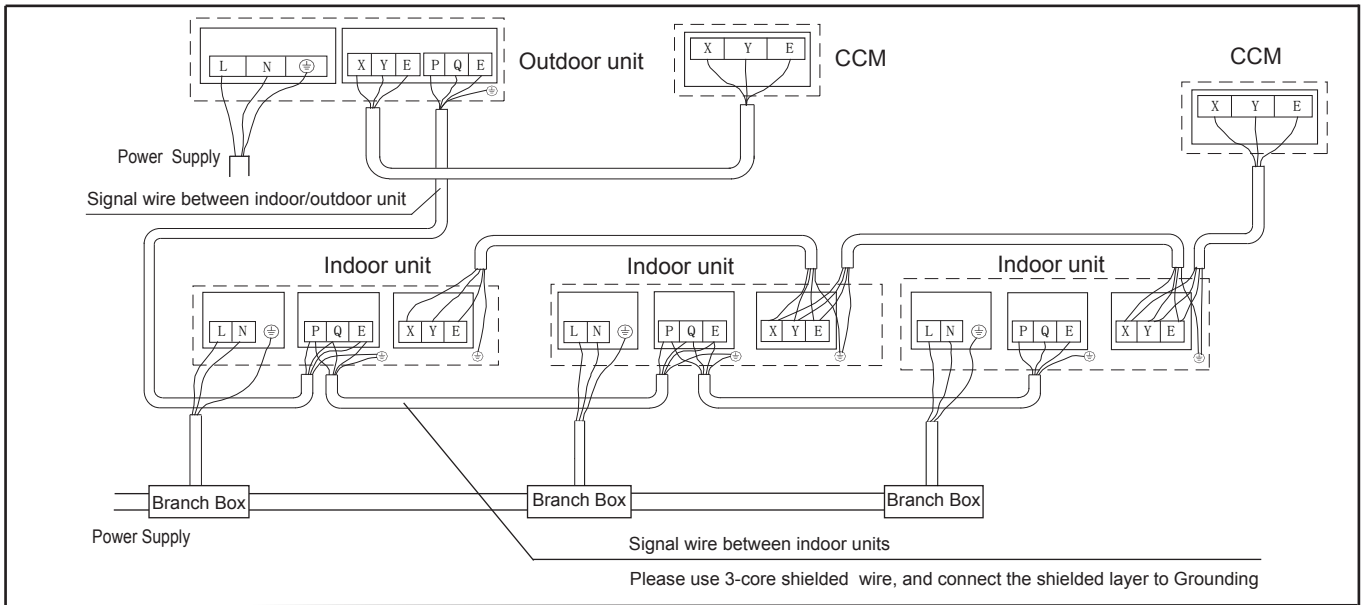 X Y E
CCM
L N
X Y E P Q E
Outdoor unit
CCM
X Y E
Power Supply
Signal wire between indoor/outdoor unit
Indoor unit
Indoor unit
Indoor unit
L N
P Q E
X Y E
L N
P Q E
X Y E
L N
P Q E
X Y E
Branch Box
Branch Box
Branch Box
Power Supply
Signal wire between indoor units
Please use 3-core shielded wire, and connect the shielded layer to Grounding